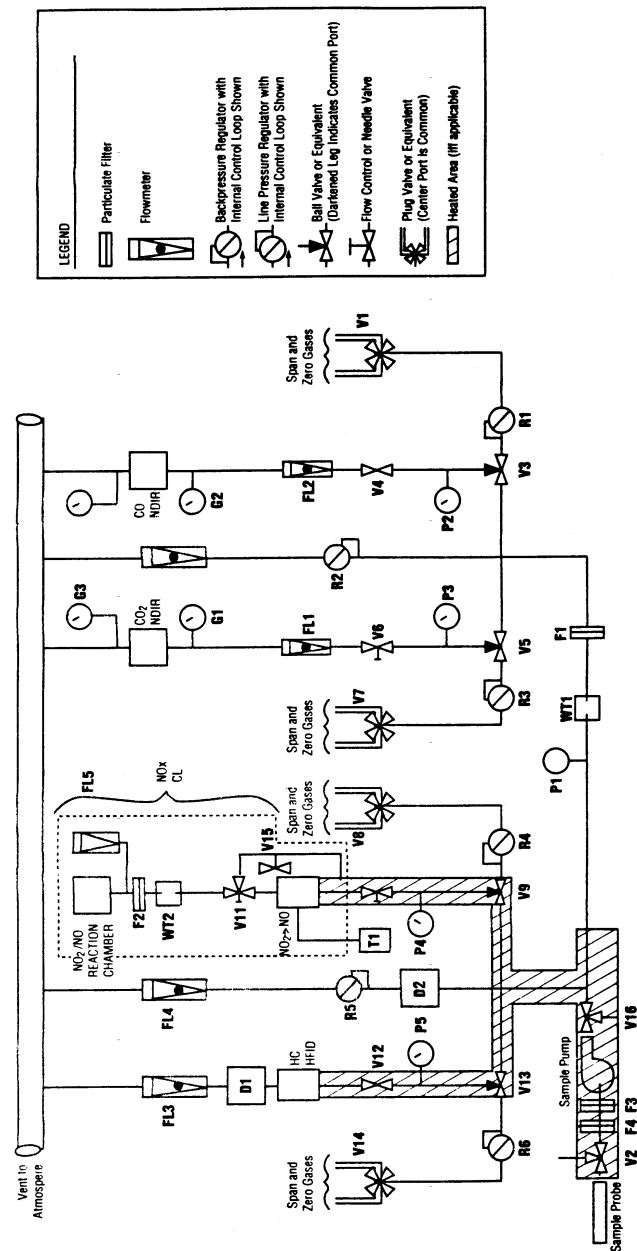 LEGEND
Particulate Filter
Flowmeter
Backpressure Regulator with
Internal Control Loop Shown
Line Pressure Regulator with
Internal Control Loop Shown
Ball Valve or Equivalent
(Darkened Leg Indicates Common Port)
Flow Control or Needle Valve
Plug Valve or Equivalent
(Center Port Is Common)
Heated Area (iff applicable)
Vent to
Atmospere
G3
CO2
NDIR
G1
FL1
V6
P3
CO
NDIR
G2
FL2
V4
P2
R2
Span and
Zero Gases
V1
R1
V3
V5
R3
Span and
Zero Gases
V7
Span and
Zero Gases
V8
R4
V9
NOx
CL
FL5
NO2/NO
REACTION
CHAMBER
F2
WT2
V11
V15
NO2>NO
T1
P4
FL4
R5
D2
FL3
D1
HC
HFID
V12
P5
V13
Span and
Zero Gases
V14
R6
F1
WT1
P1
V16
Sample Pump
F3
F4
V2
Sample Probe